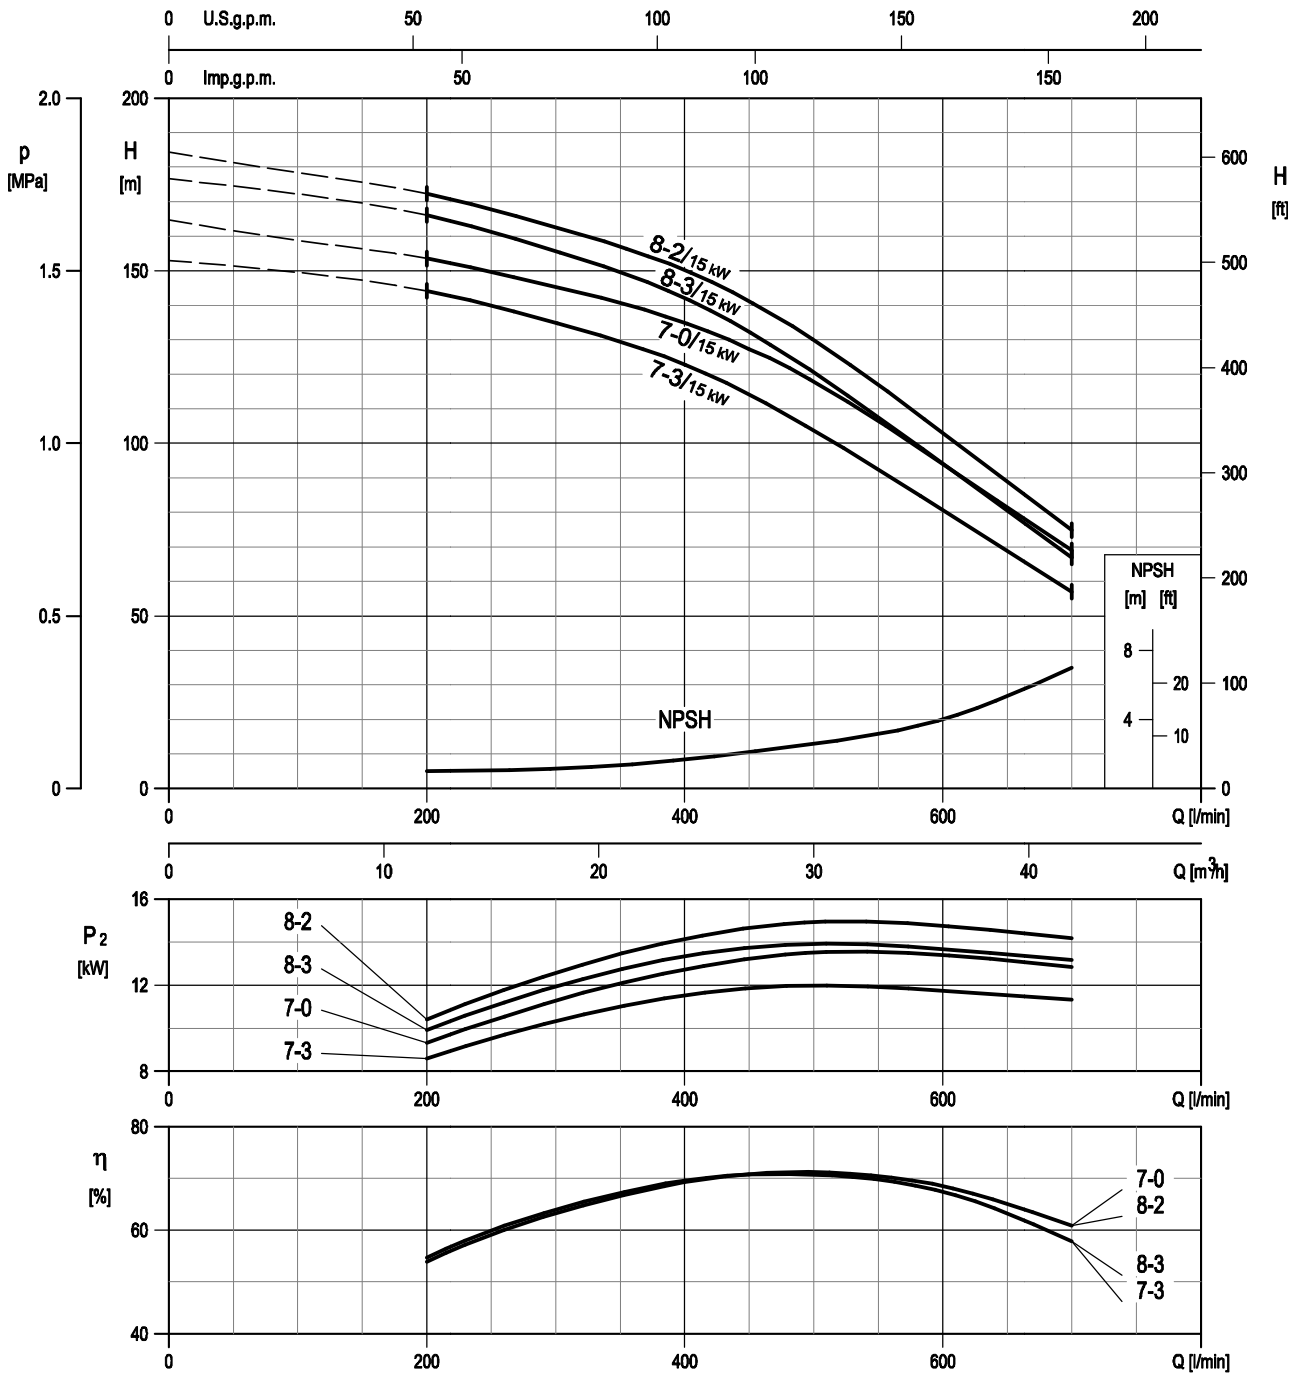 0 U.S.g.p.m. 50 100 150 200
0 Imp.g.p.m. 50 100 150
p
[MPa]
2.0
1.5
1.0
0.5
0
H
[m]
200
150
100
50
0
H
[ft]
600
500
400
300
200
100
0
8-2/15 kW
8-3/15 kW
7-0/15 kW
7-3/15 kW
NPSH
NPSH
[m] [ft]
8
4
20
10
0 200 400 600 Q [l/min]
0 10 20 30 40 Q [m³/h]
P2
[kW]
16
12
8
8-2
8-3
7-0
7-3
0 200 400 600 Q [l/min]
η
[%]
80
60
40
7-0
8-2
8-3
7-3
0 200 400 600 Q [l/min]